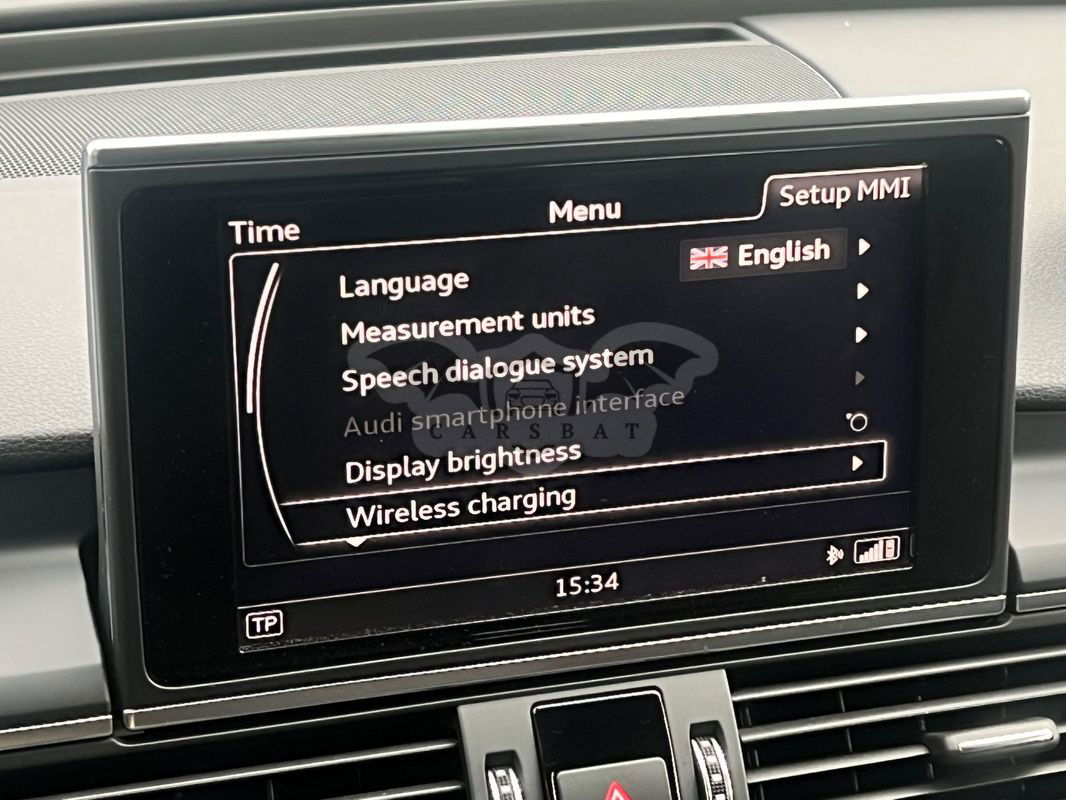 Time Menu Setup MMI
Language English
Measurement units
Speech dialogue system
Audi smartphone interface
CARSBAT
Display brightness
Wireless charging
15:34
TP